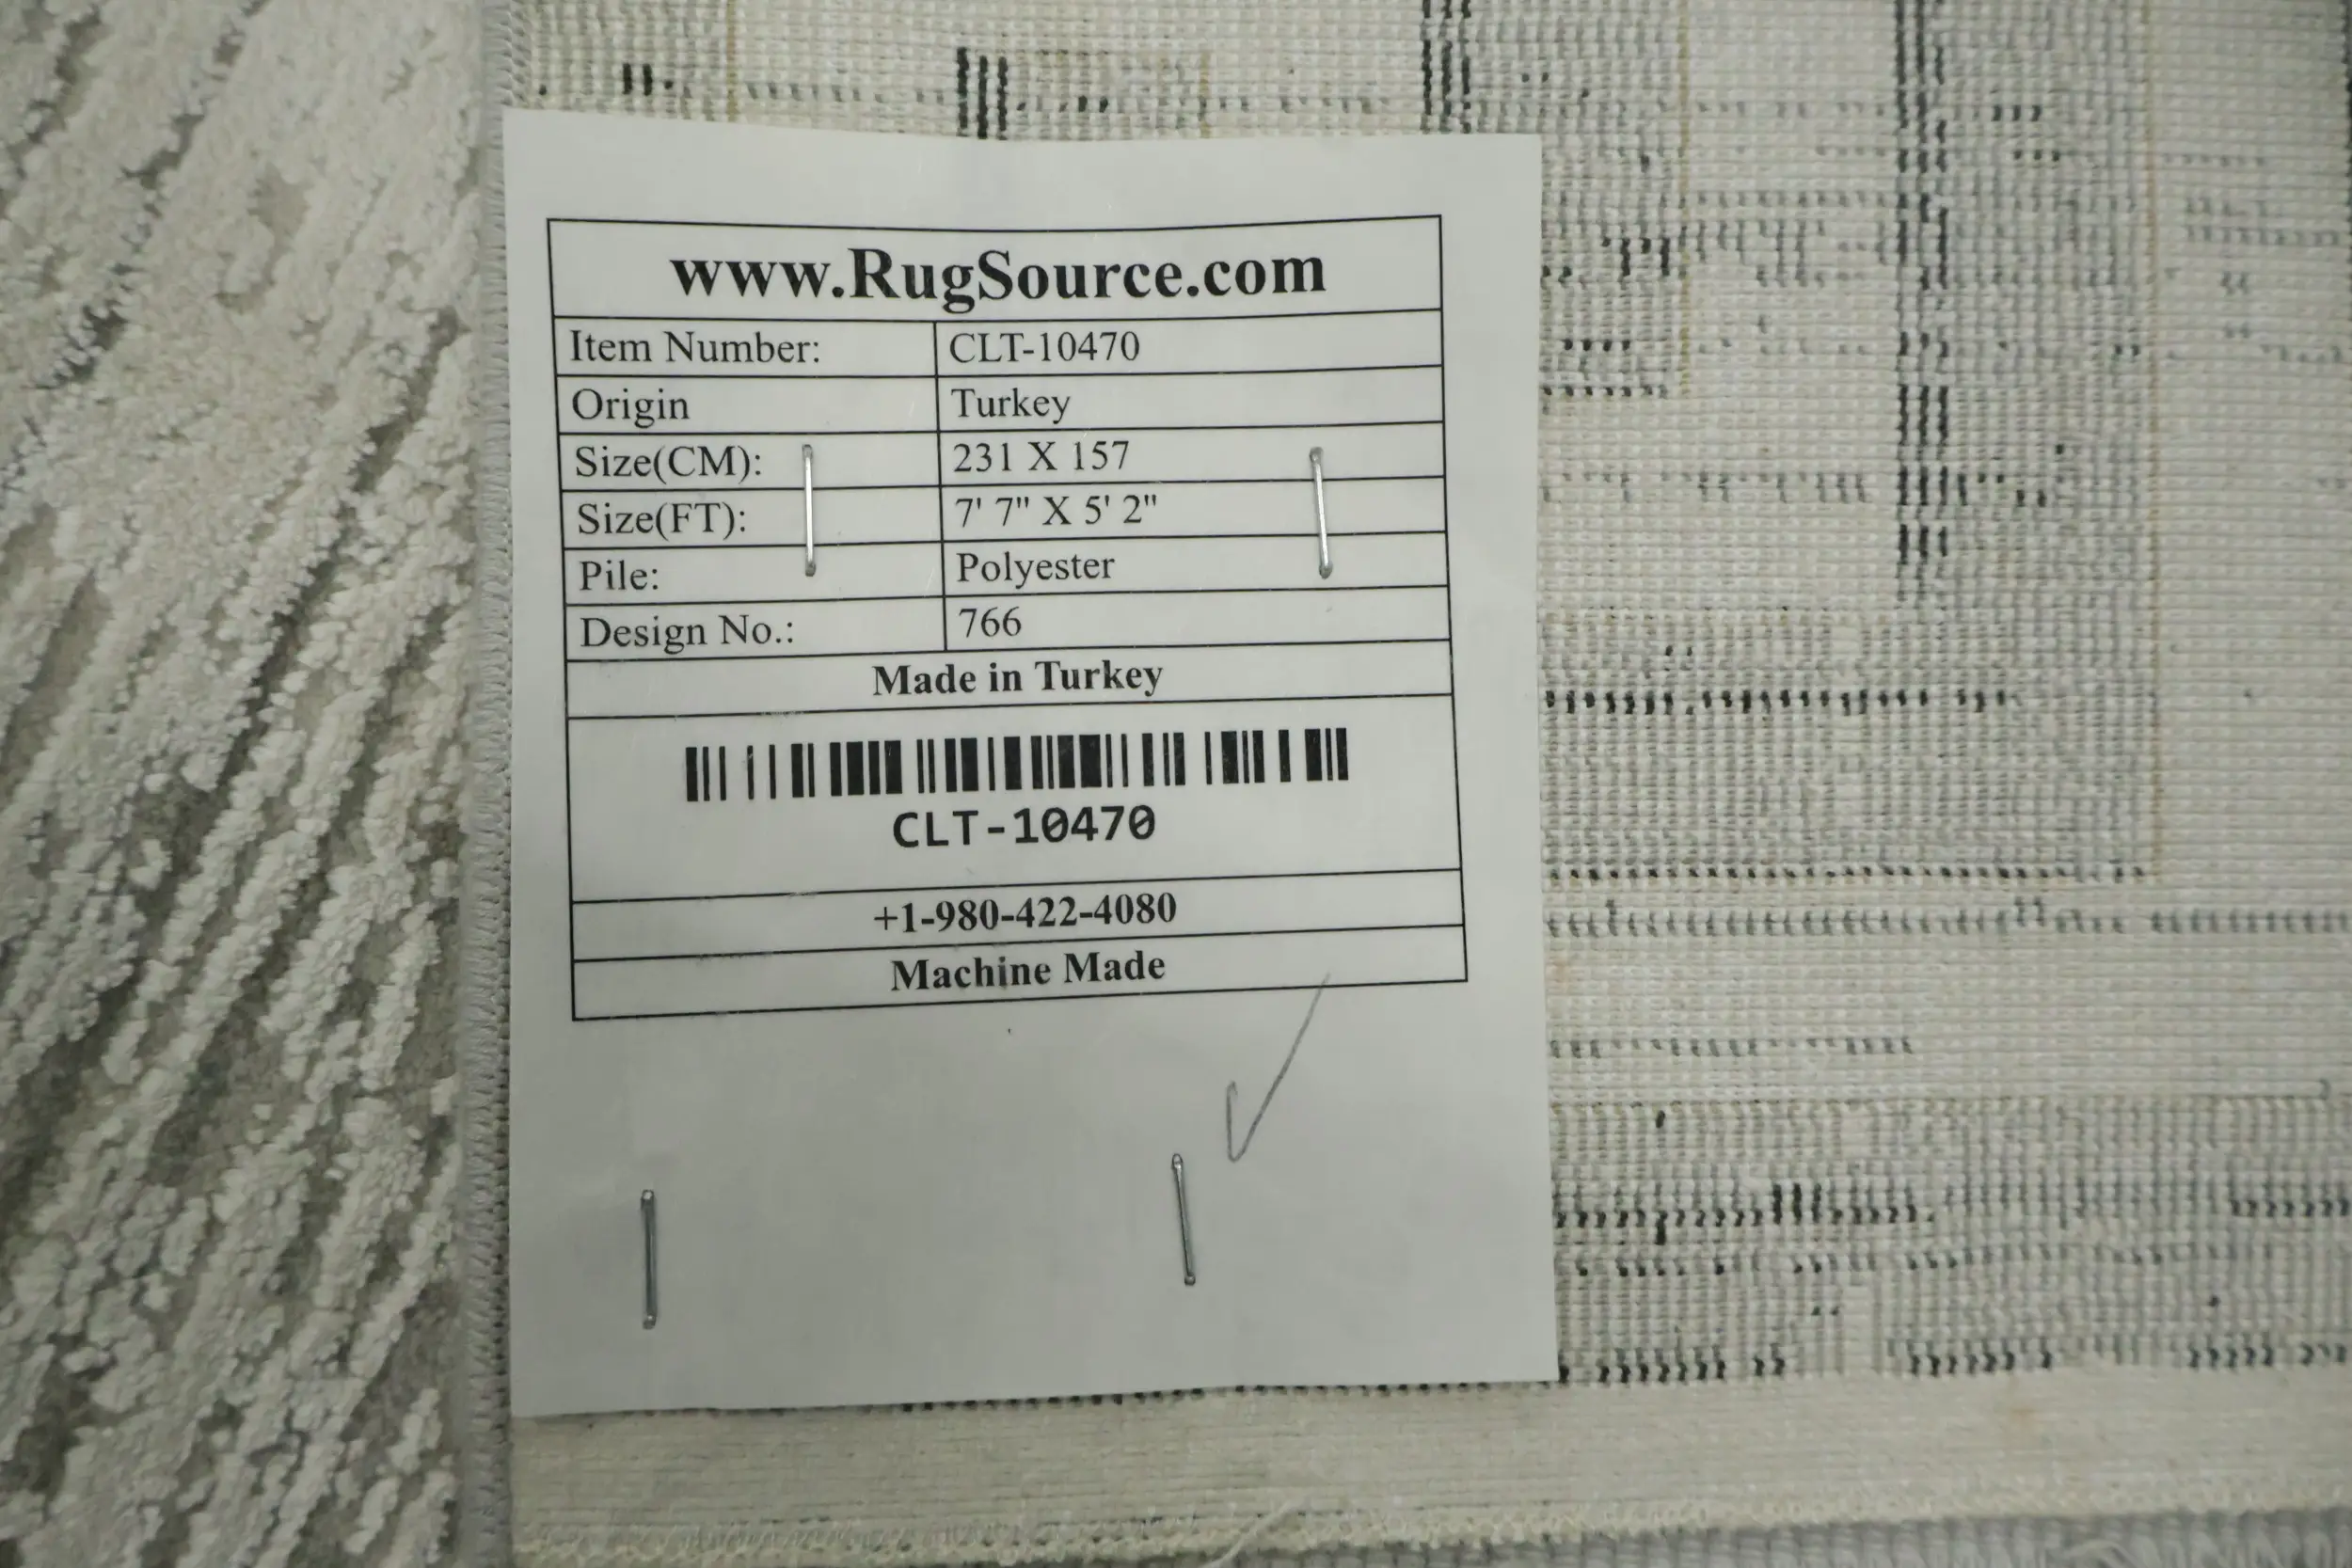 www.RugSource.com
Item Number: CLT-10470
Origin Turkey
Size(CM): 231 X 157
Size(FT): 7' 7" X 5' 2"
Pile: Polyester
Design No.: 766
Made in Turkey
CLT-10470
+1-980-422-4080
Machine Made